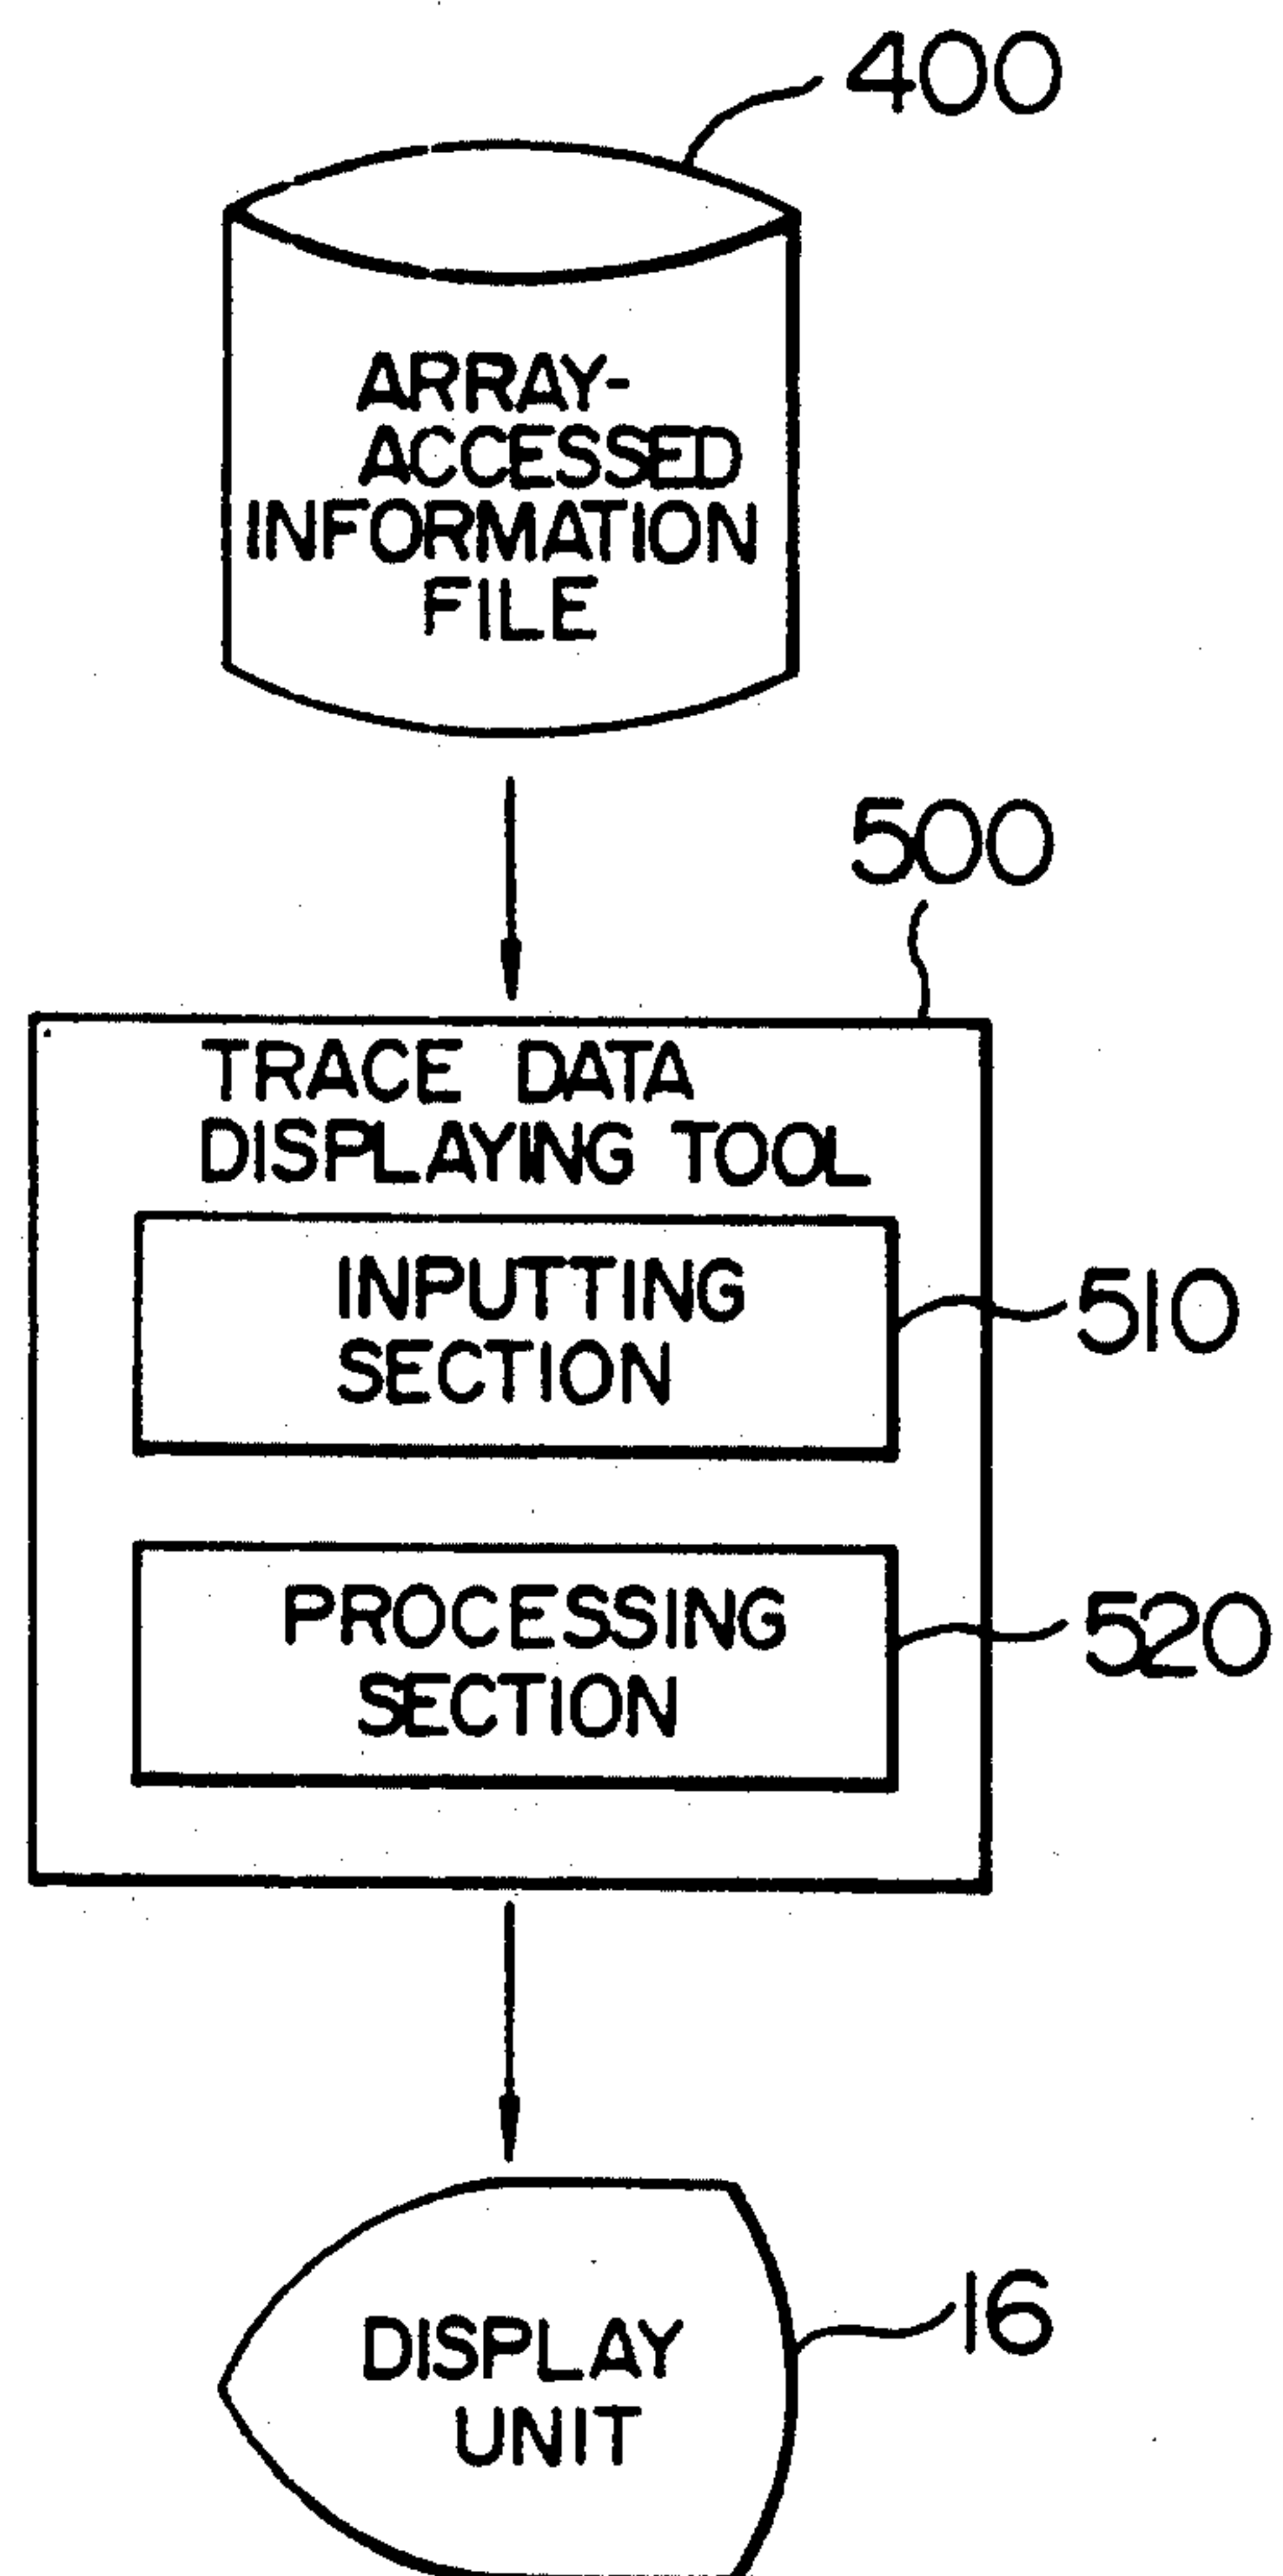 400
ARRAY-
ACCESSED
INFORMATION
FILE
500
TRACE DATA
DISPLAYING TOOL
INPUTTING
SECTION
510
PROCESSING
SECTION
520
DISPLAY
UNIT
16